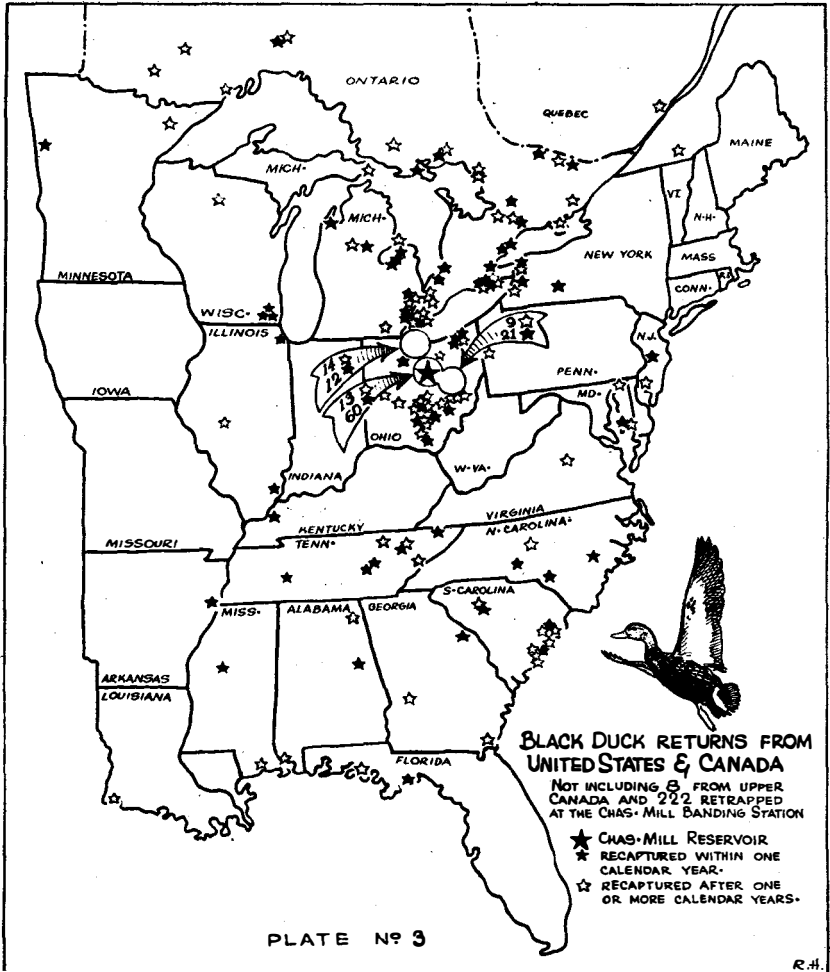 ONTARIO
QUEBEC
MAINE
MICH.
MICH.
VT.
N.H.
NEW YORK
MASS
CONN.
R.I.
MINNESOTA
WISC.
ILLINOIS
9
21
N.J.
14
12
PENN.
MD.
IOWA
13
60
OHIO
W-VA.
INDIANA
VIRGINIA
KENTUCKY
N.CAROLINA.
MISSOURI
TENN.
S.CAROLINA
MISS.
ALABAMA
GEORGIA
ARKANSAS
LOUISIANA
FLORIDA
BLACK DUCK RETURNS FROM
UNITED STATES & CANADA
NOT INCLUDING 8 FROM UPPER
CANADA AND 222 RETRAPPED
AT THE CHAS. MILL BANDING STATION
CHAS. MILL RESERVOIR
RECAPTURED WITHIN ONE
CALENDAR YEAR.
RECAPTURED AFTER ONE
OR MORE CALENDAR YEARS.
PLATE Nº 3
R.H.